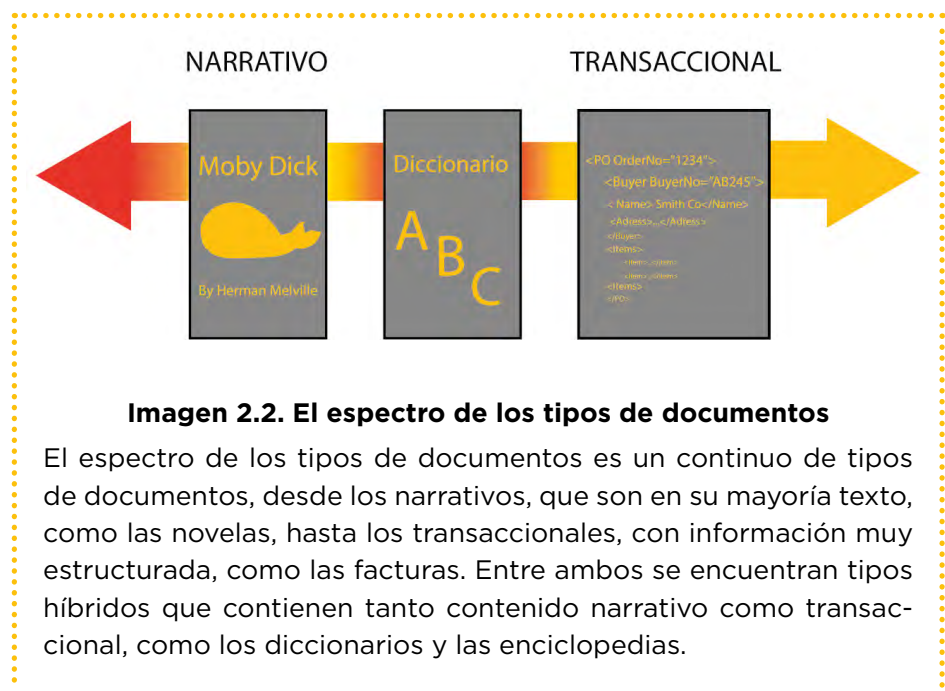 NARRATIVO
TRANSACCIONAL
Moby Dick
By Herman Melville
Diccionario
A
B
C
<PO OrderNo="1234">
<Buyer BuyerNo="AB245">
< Name> Smith Co</Name>
<Adress>...</Adress>
</Buyer>
<Items>
<Item>...</Item>
<Item>...</Item>
<Items>
</PO>
Imagen 2.2. El espectro de los tipos de documentos
El espectro de los tipos de documentos es un continuo de tipos
de documentos, desde los narrativos, que son en su mayoría texto,
como las novelas, hasta los transaccionales, con información muy
estructurada, como las facturas. Entre ambos se encuentran tipos
híbridos que contienen tanto contenido narrativo como transac-
cional, como los diccionarios y las enciclopedias.